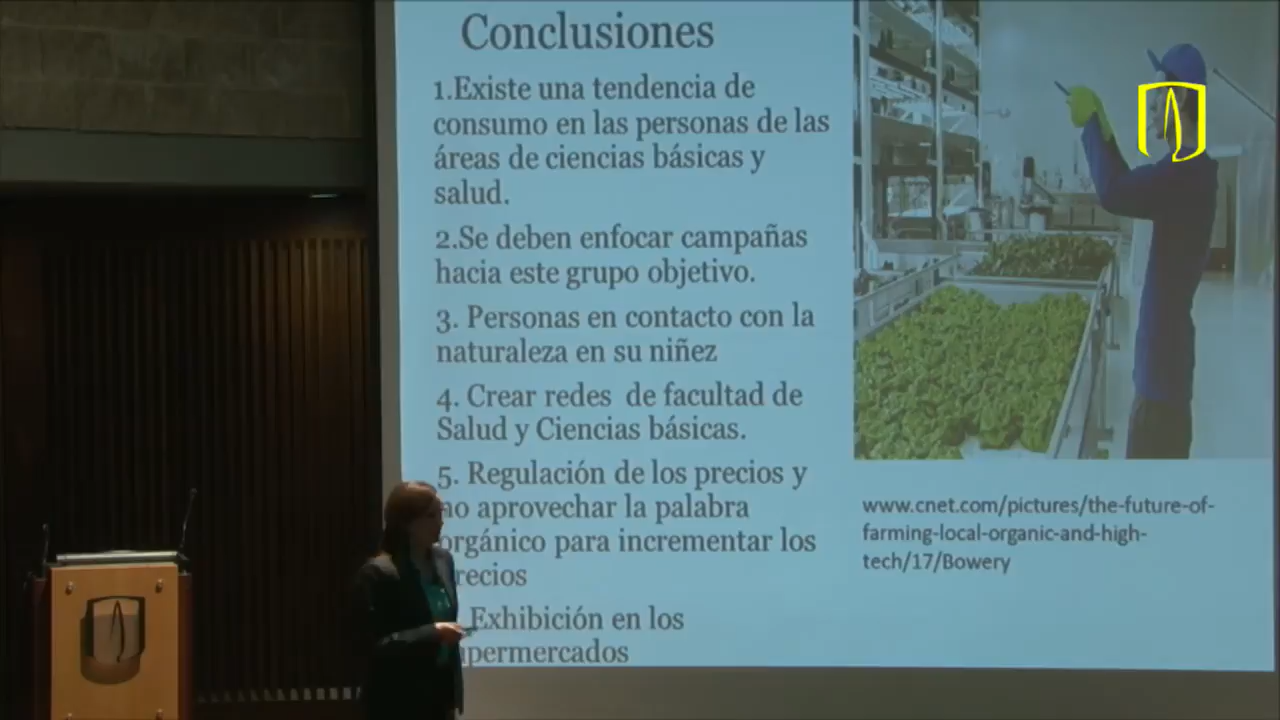 Conclusiones
1.Existe una tendencia de
consumo en las personas de las
áreas de ciencias básicas y
salud.
2.Se deben enfocar campañas
hacia este grupo objetivo.
3. Personas en contacto con la
naturaleza en su niñez
4. Crear redes de facultad de
Salud y Ciencias básicas.
5. Regulación de los precios y
no aprovechar la palabra
orgánico para incrementar los
precios
Exhibición en los
www.cnet.com/pictures/the-future-of-
farming-local-organic-and-high-
tech/17/Bowery